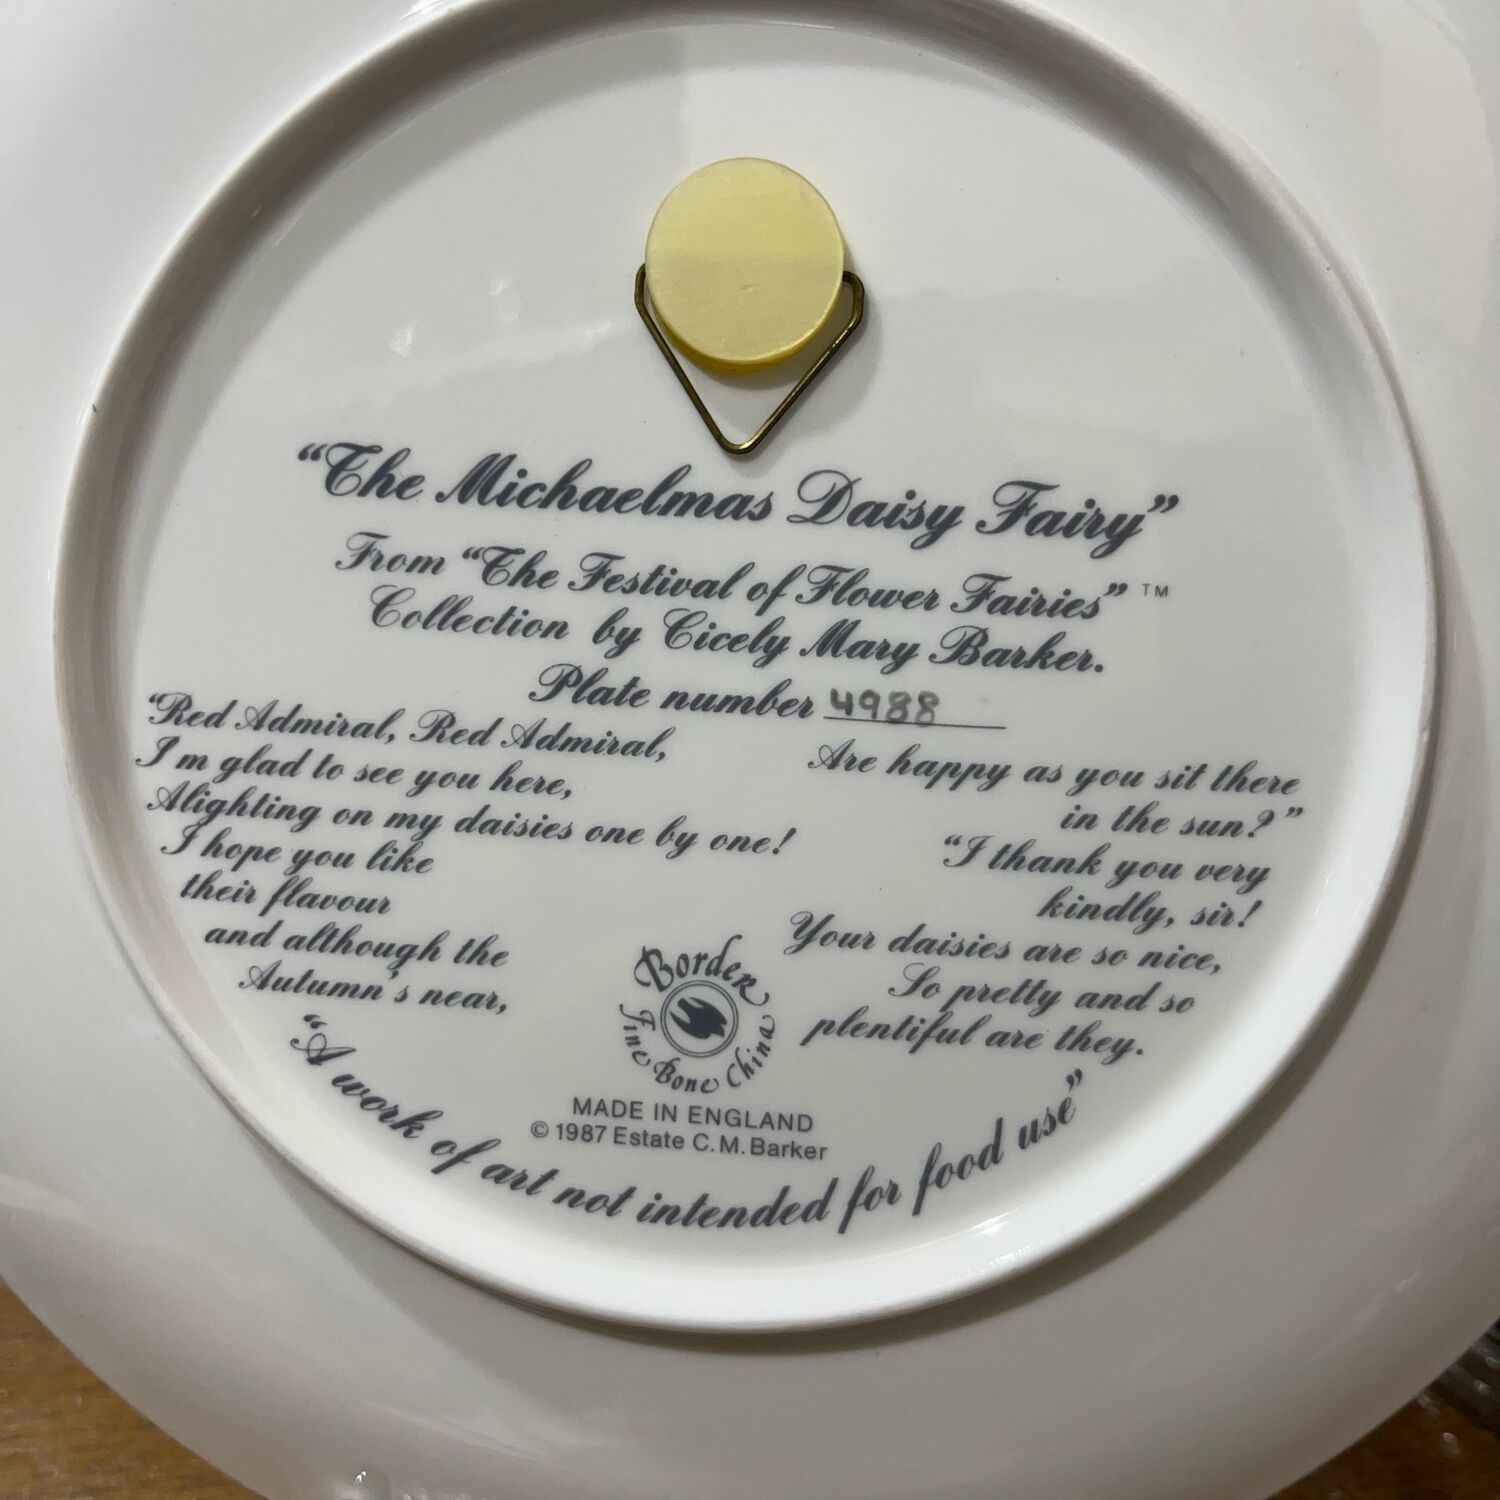 “The Michaelmas Daisy Fairy”
From “The Festival of Flower Fairies” ™
Collection by Cicely Mary Barker.
Plate number 4988
“Red Admiral, Red Admiral,
I'm glad to see you here,
Alighting on my daisies one by one!
I hope you like
their flavour
and although the
Autumn's near,
Are happy as you sit there
in the sun?”
“I thank you very
kindly, sir!
Your daisies are so nice,
So pretty and so
plentiful are they.
Border
Fine Bone China
MADE IN ENGLAND
© 1987 Estate C.M. Barker
“A work of art not intended for food use”